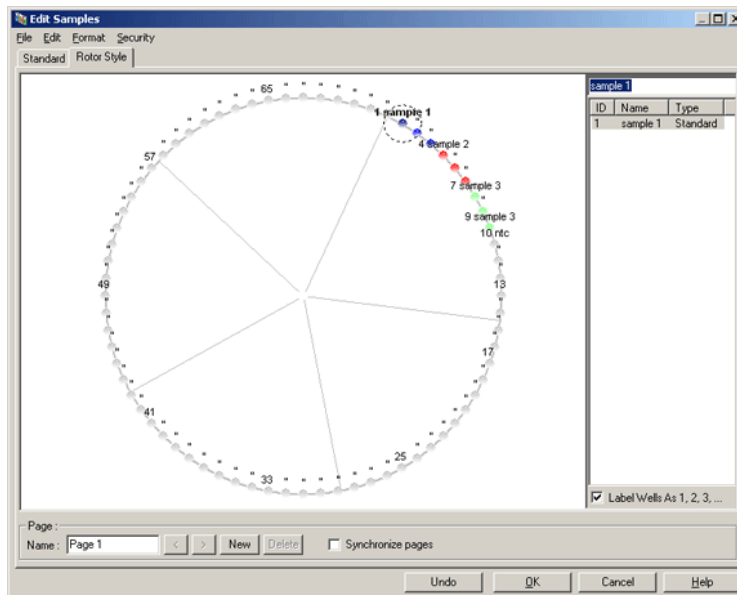 Edit Samples
File Edit Format Security
Standard Rotor Style
65
1 sample 1
4 sample 2
57
7 sample 3
9 sample 3
10 ntc
49
13
17
41
25
33
sample 1
ID Name Type
1 sample 1 Standard
Label Wells As 1, 2, 3, ...
Page :
Name : Page 1 < > New Delete Synchronize pages
Undo OK Cancel Help